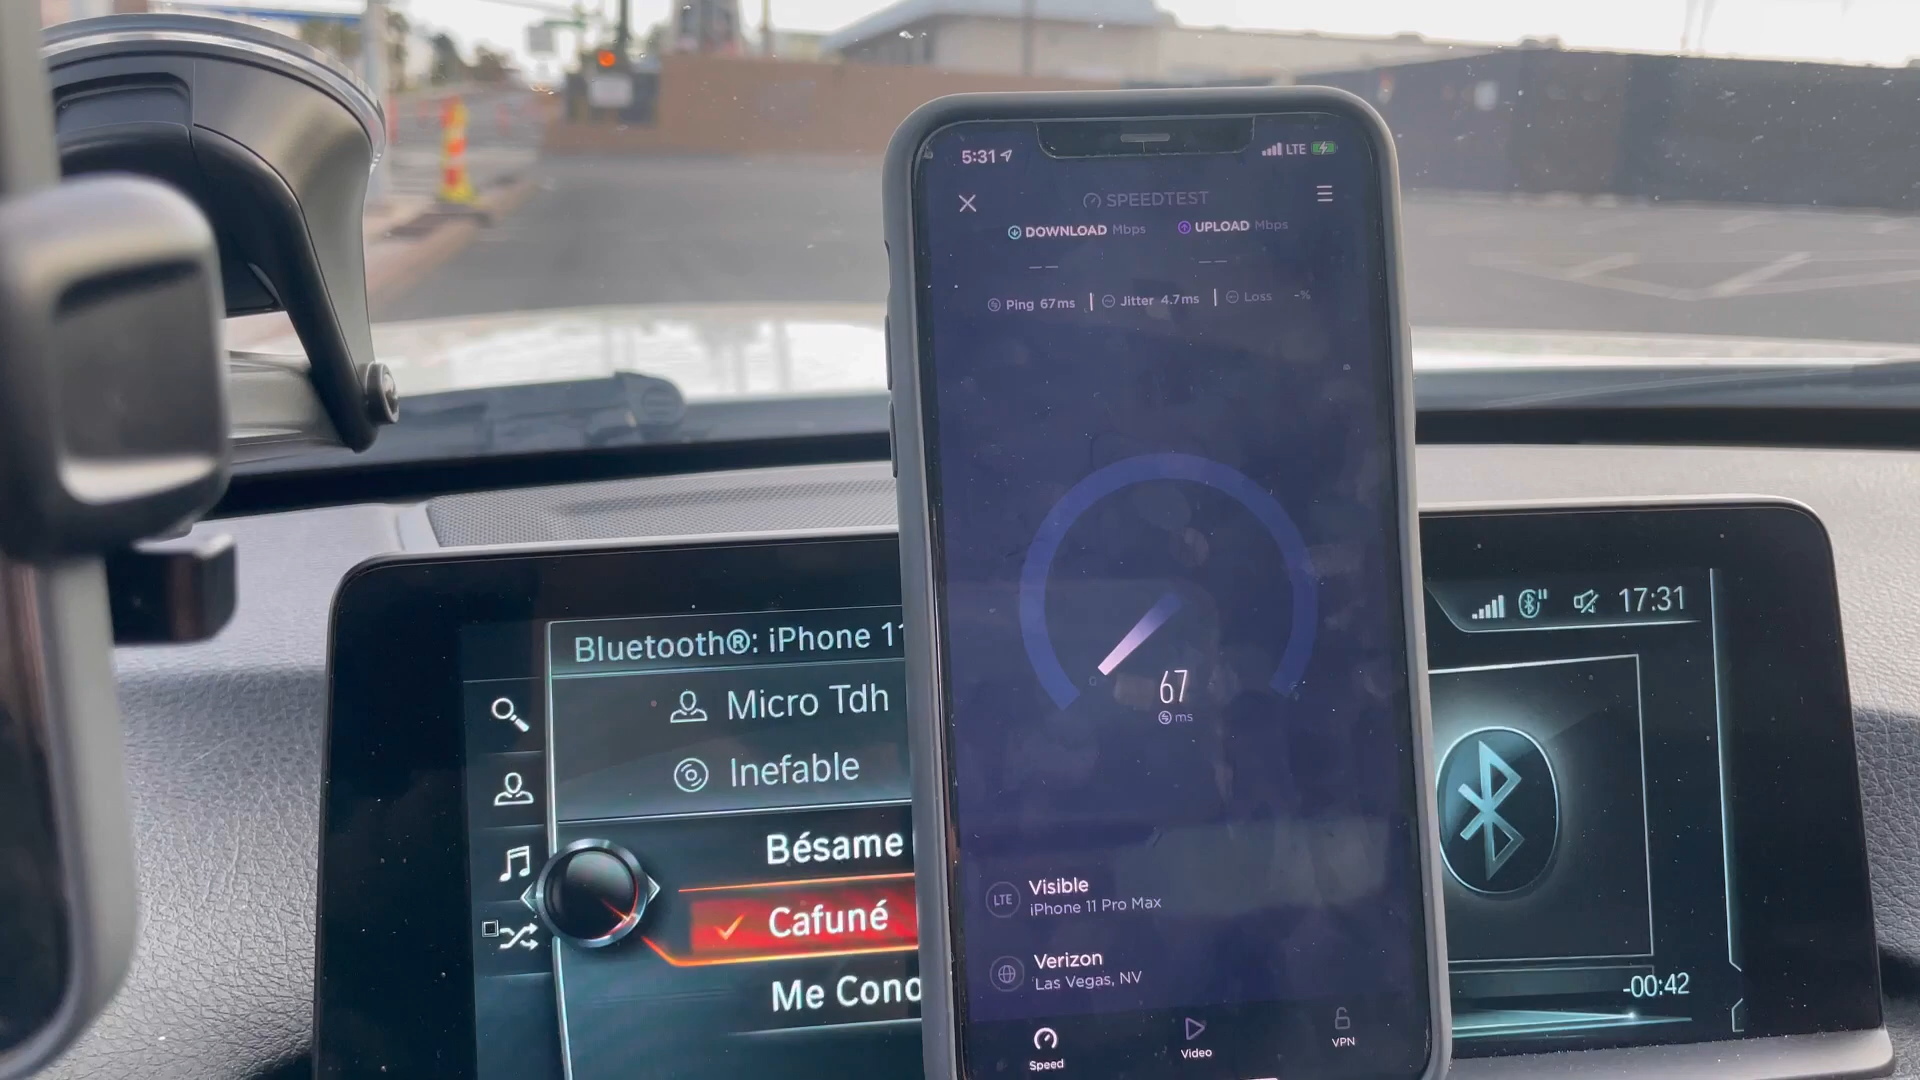 5:31
LTE
SPEEDTEST
DOWNLOAD Mbps
UPLOAD Mbps
Ping 67ms
Jitter 4.7ms
Loss -%
67
ms
LTE
Visible
iPhone 11 Pro Max
Verizon
Las Vegas, NV
Speed
Video
VPN
Bluetooth®: iPhone 11
17:31
Micro Tdh
Inefable
Bésame
Cafuné
Me Cono
-00:42